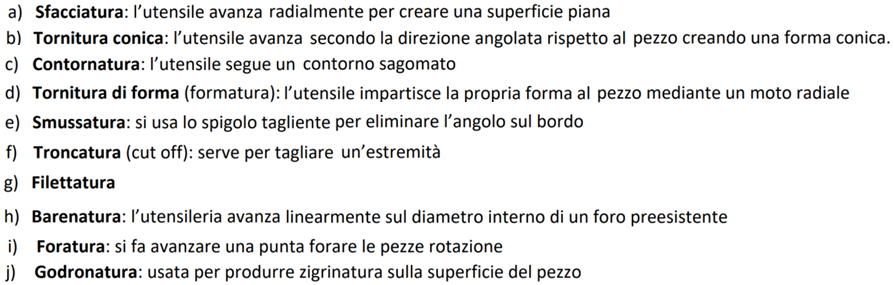 a) Sfacciatura: l'utensile avanza radialmente per creare una superficie piana
b) Tornitura conica: l'utensile avanza secondo la direzione angolata rispetto al pezzo creando una forma conica.
c) Contornatura: l'utensile segue un contorno sagomato
d) Tornitura di forma (formatura): l'utensile impartisce la propria forma al pezzo mediante un moto radiale
e) Smussatura: si usa lo spigolo tagliente per eliminare l'angolo sul bordo
f) Troncatura (cut off): serve per tagliare un'estremità
g) Filettatura
h) Barenatura: l'utensileria avanza linearmente sul diametro interno di un foro preesistente
i) Foratura: si fa avanzare una punta forare le pezze rotazione
j) Godronatura: usata per produrre zigrinatura sulla superficie del pezzo